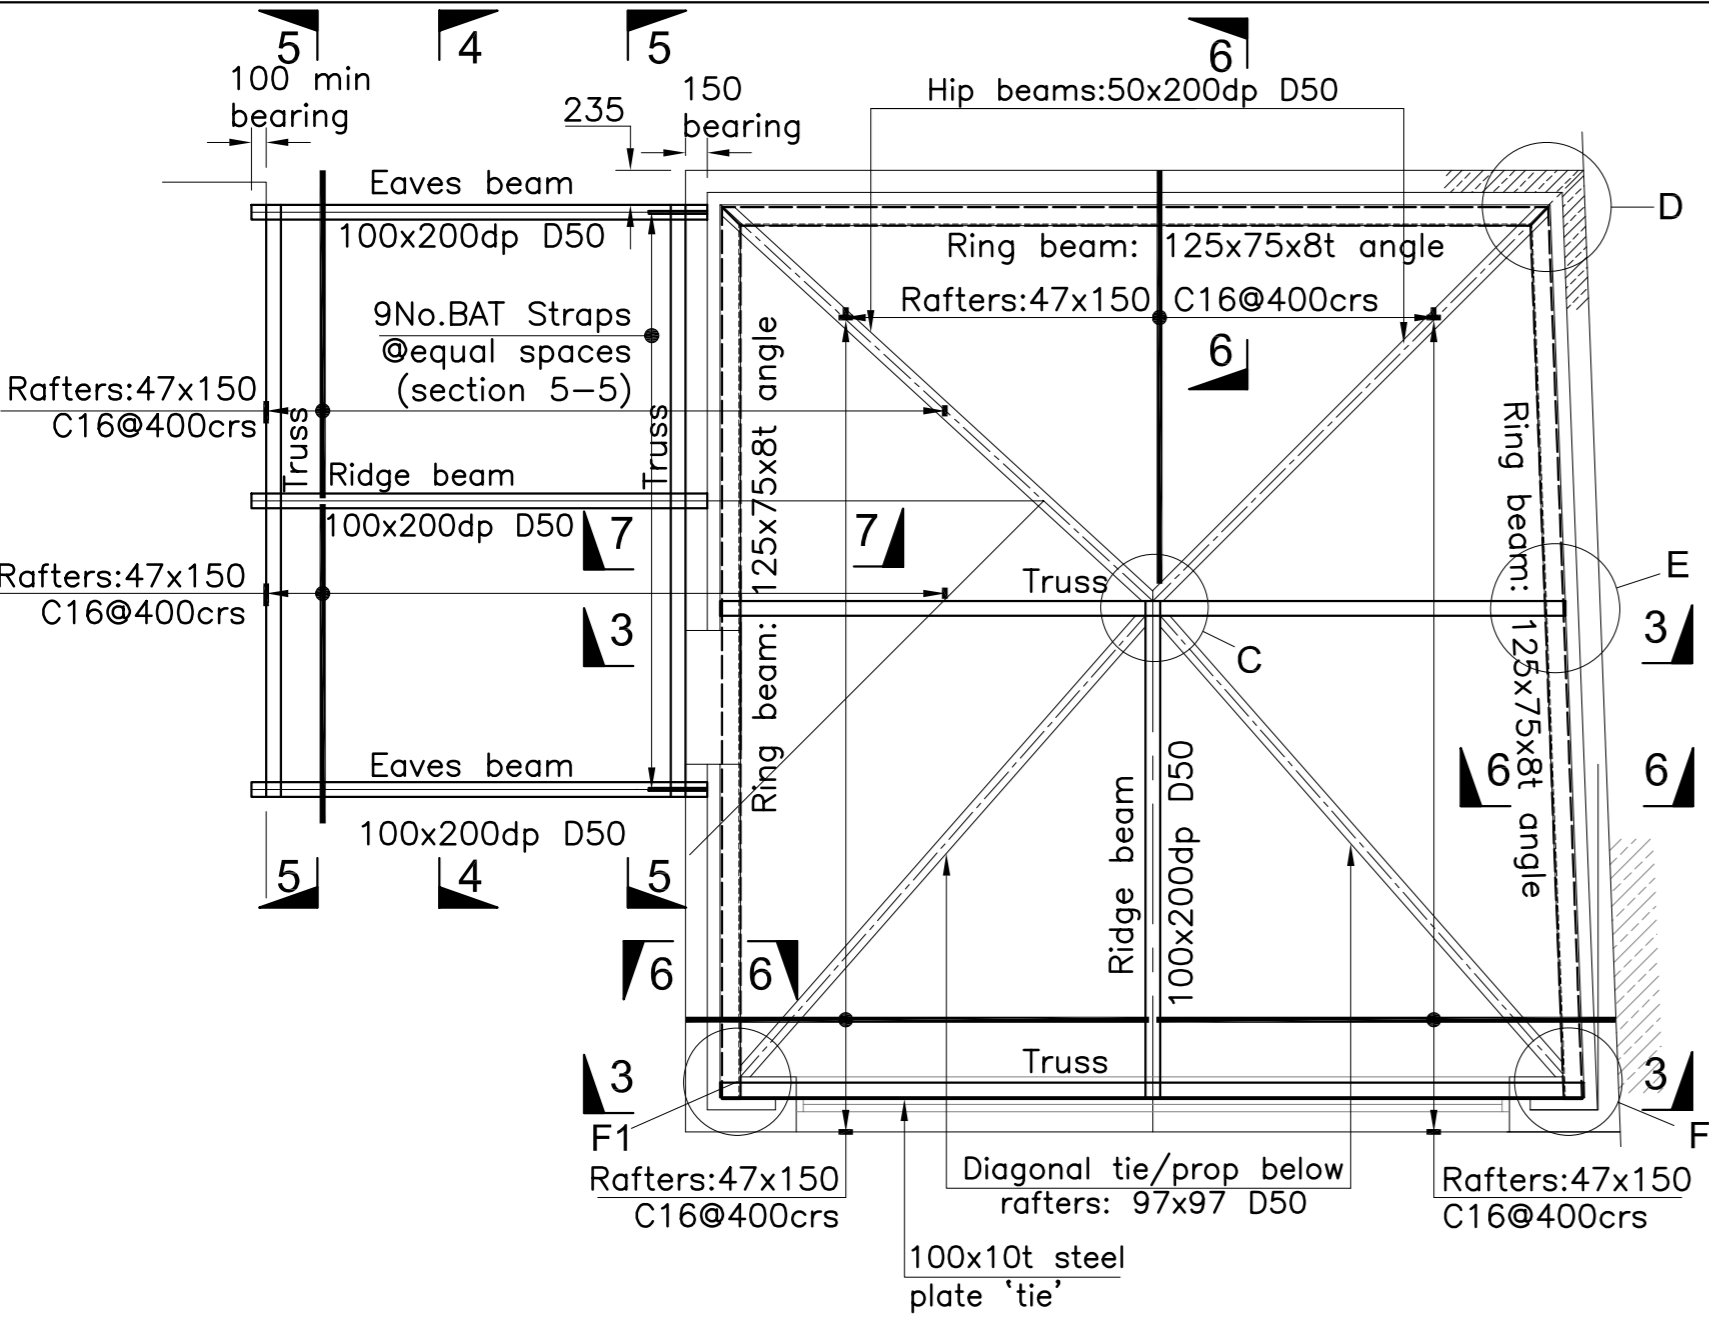 5
4
5
6
100 min
bearing
235
150
bearing
Hip beams:50x200dp D50
Eaves beam
100x200dp D50
D
Ring beam: 125x75x8t angle
Rafters:47x150 C16@400crs
9No.BAT Straps
@equal spaces
(section 5-5)
6
Rafters:47x150
C16@400crs
Truss
Truss
Ring beam: 125x75x8t angle
Ring beam: 125x75x8t angle
Ridge beam
100x200dp D50
7
7
Rafters:47x150
C16@400crs
Truss
E
3
3
C
Eaves beam
100x200dp D50
6
6
Ridge beam
100x200dp D50
5
4
5
6
6
Truss
3
3
F1
F
Rafters:47x150
C16@400crs
Diagonal tie/prop below
rafters: 97x97 D50
Rafters:47x150
C16@400crs
100x10t steel
plate 'tie'